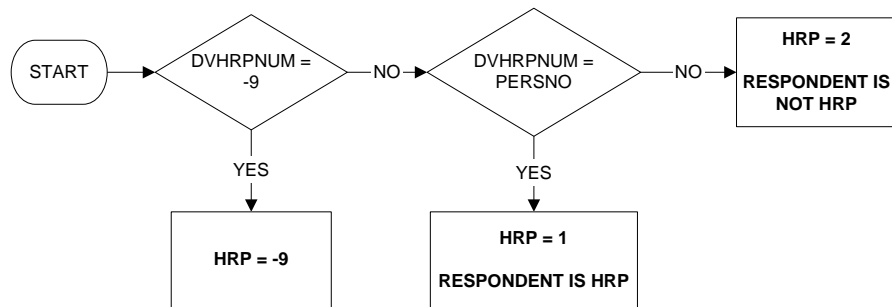 START
DVHRPNUM =
-9
NO
DVHRPNUM =
PERSNO
NO
HRP = 2
RESPONDENT IS
NOT HRP
YES
YES
HRP = -9
HRP = 1
RESPONDENT IS HRP